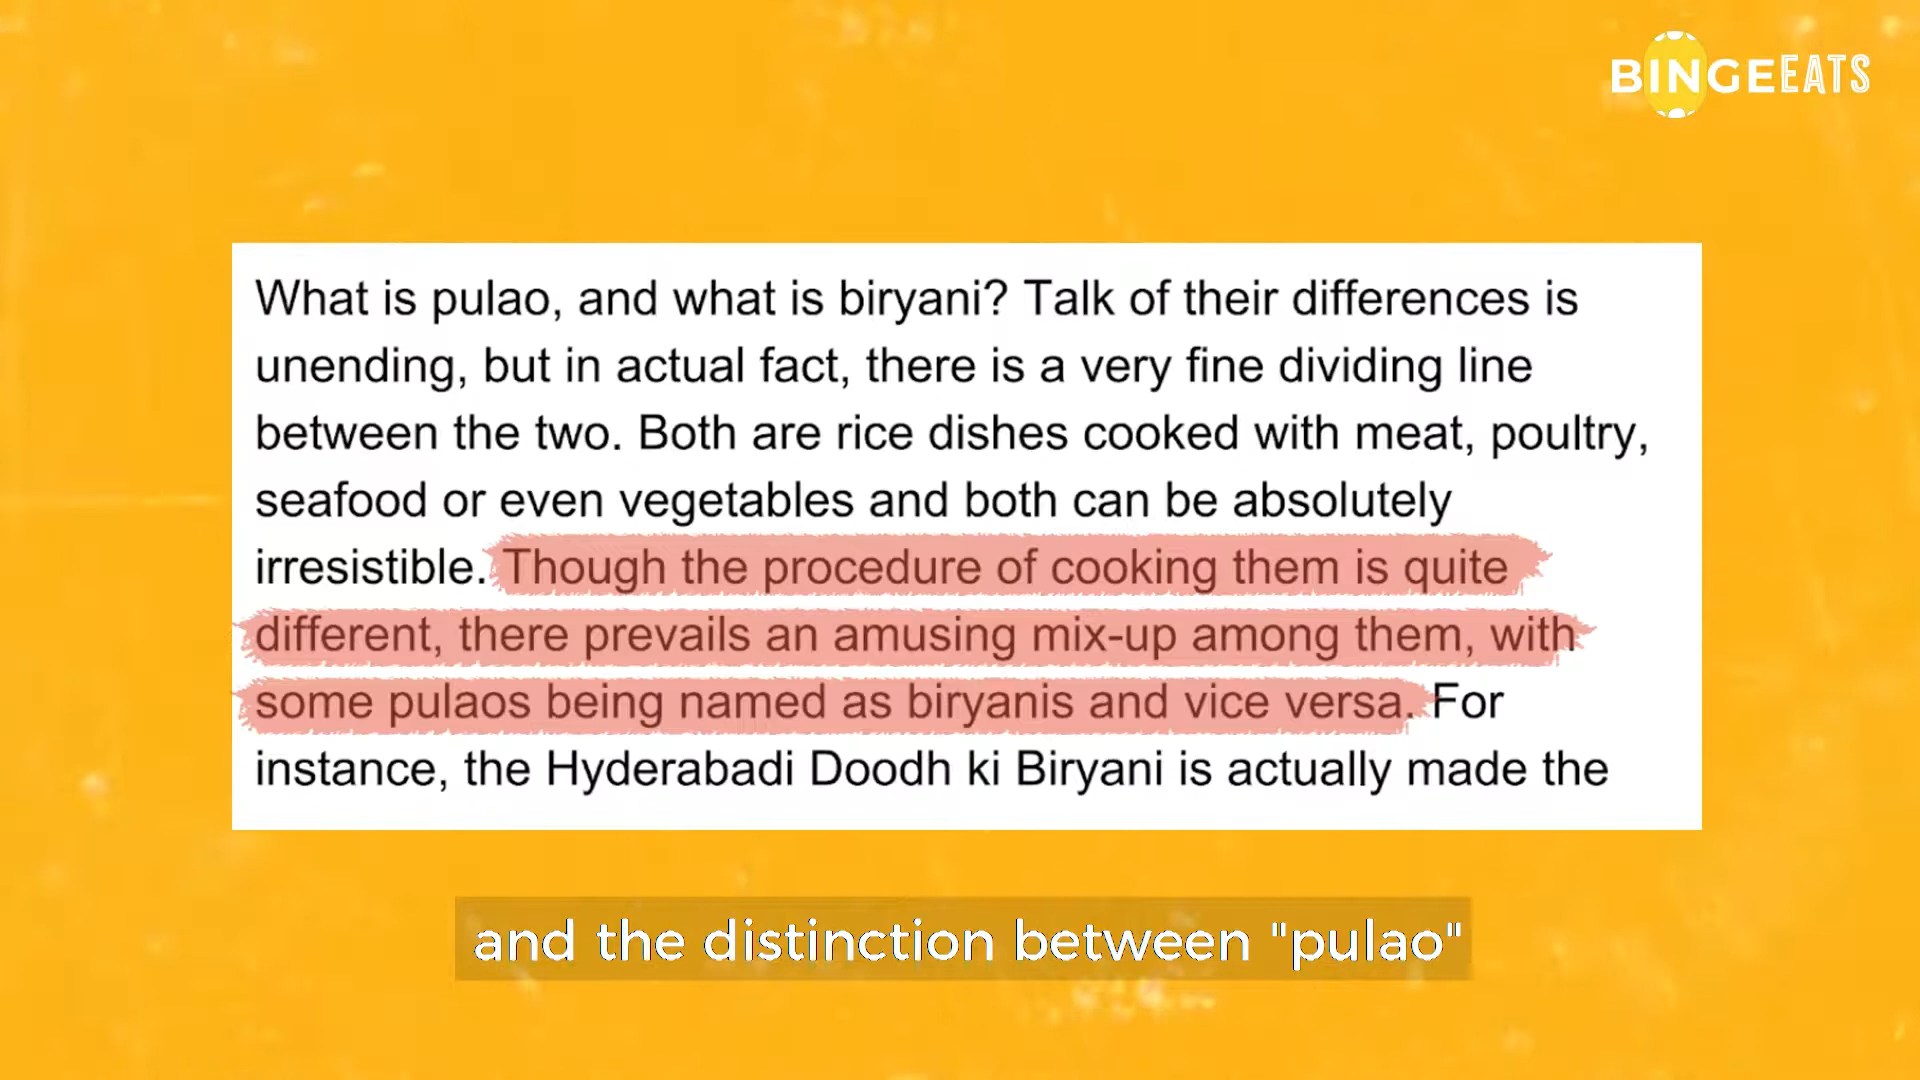 BINGEEATS
What is pulao, and what is biryani? Talk of their differences is
unending, but in actual fact, there is a very fine dividing line
between the two. Both are rice dishes cooked with meat, poultry,
seafood or even vegetables and both can be absolutely
irresistible. Though the procedure of cooking them is quite
different, there prevails an amusing mix-up among them, with
some pulaos being named as biryanis and vice versa. For
instance, the Hyderabadi Doodh ki Biryani is actually made the
and the distinction between "pulao"